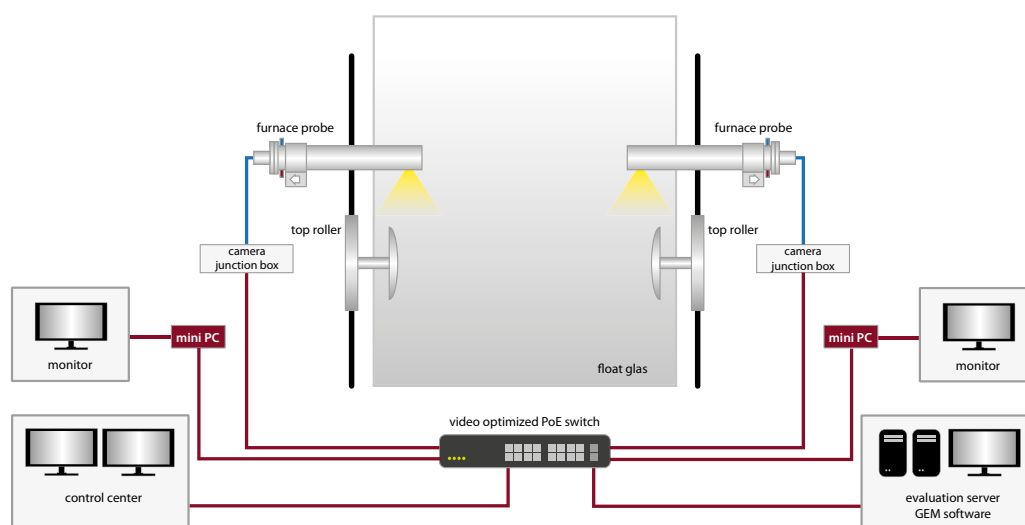 furnace probe
furnace probe
top roller
top roller
camera
junction box
camera
junction box
mini PC
mini PC
monitor
monitor
float glas
video optimized PoE switch
control center
evaluation server
GEM software